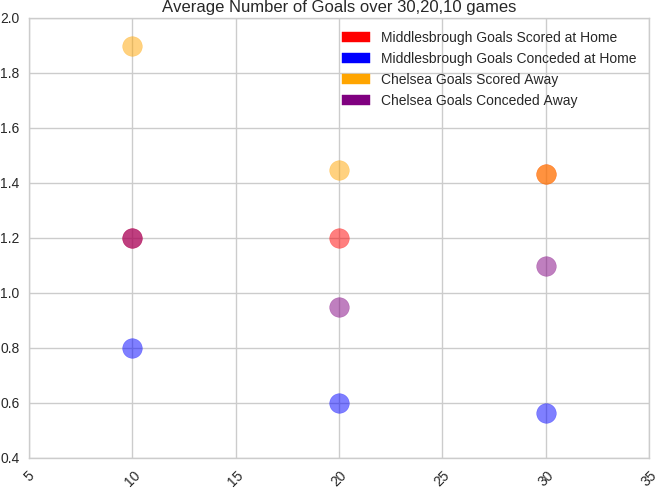 Average Number of Goals over 30,20,10 games
Middlesbrough Goals Scored at Home
Middlesbrough Goals Conceded at Home
Chelsea Goals Scored Away
Chelsea Goals Conceded Away
2.0
1.8
1.6
1.4
1.2
1.0
0.8
0.6
0.4
5 10 15 20 25 30 35